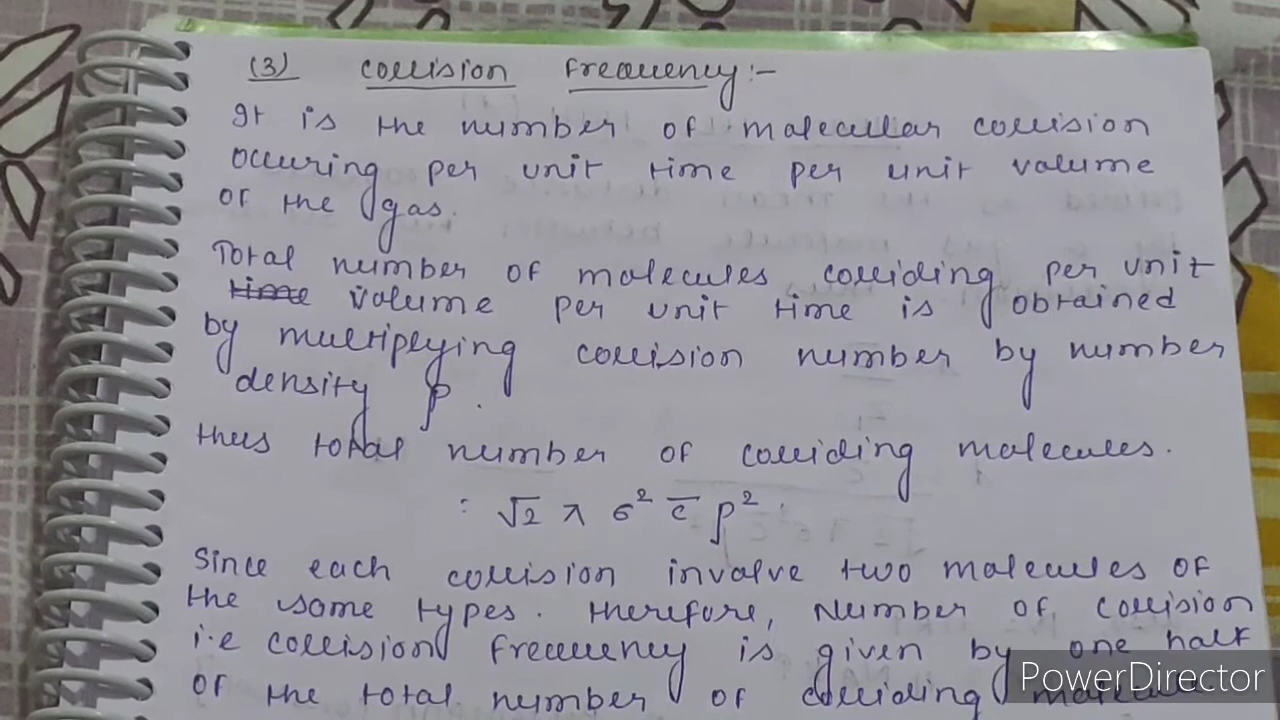 (3) Collision Frequency:-
It is the number of molecular collision
occuring per unit time per unit volume
of the gas.
Total number of molecules colliding per unit
time volume per unit time is obtained
by multiplying collision number by number
density ρ.
thus total number of colliding molecules.
: √2 π σ² c̅ ρ²
Since each collision involve two molecules of
the same types. Therefore, Number of collision
i.e collision frequency is given by one half
of the total number of colliding
PowerDirector